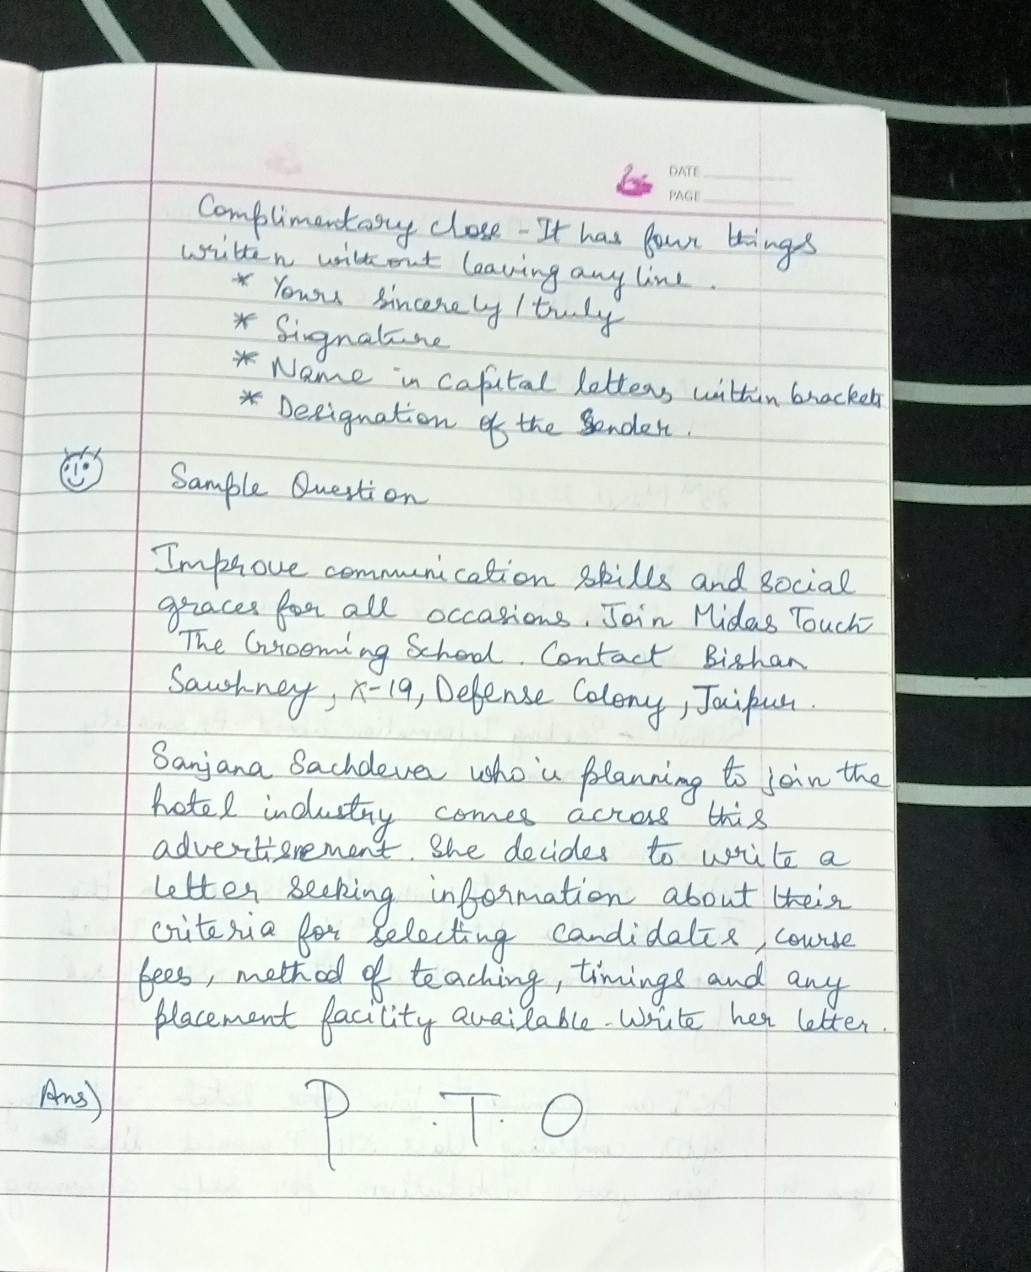 DATE
PAGE
Complimentary close - It has four things
written without leaving any line.
* Yours sincerely / truly
* Signature
* Name in capital letters within brackets
* Designation of the Sender.
Sample Question
Improve communication skills and social
graces for all occasions. Join Midas Touch
The Grooming School. Contact Bishan
Sawhney, X-19, Defense Colony, Jaipur.
Sanjana Sachdeva who is planning to join the
hotel industry comes across this
advertisement. She decides to write a
letter seeking information about their
criteria for selecting candidates, course
fees, method of teaching, timings and any
placement facility available. Write her letter.
Ans) P.T.O